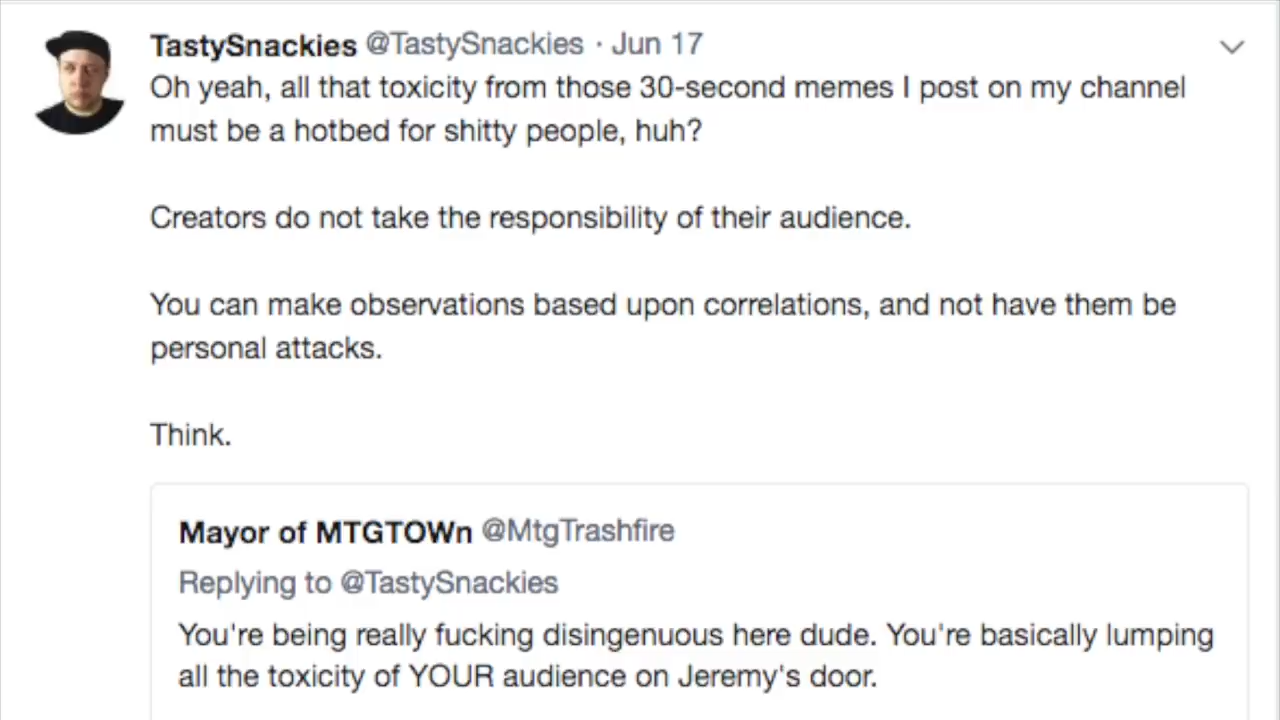 TastySnackies @TastySnackies · Jun 17
Oh yeah, all that toxicity from those 30-second memes I post on my channel
must be a hotbed for shitty people, huh?
Creators do not take the responsibility of their audience.
You can make observations based upon correlations, and not have them be
personal attacks.
Think.
Mayor of MTGTOWn @MtgTrashfire
Replying to @TastySnackies
You're being really fucking disingenuous here dude. You're basically lumping
all the toxicity of YOUR audience on Jeremy's door.